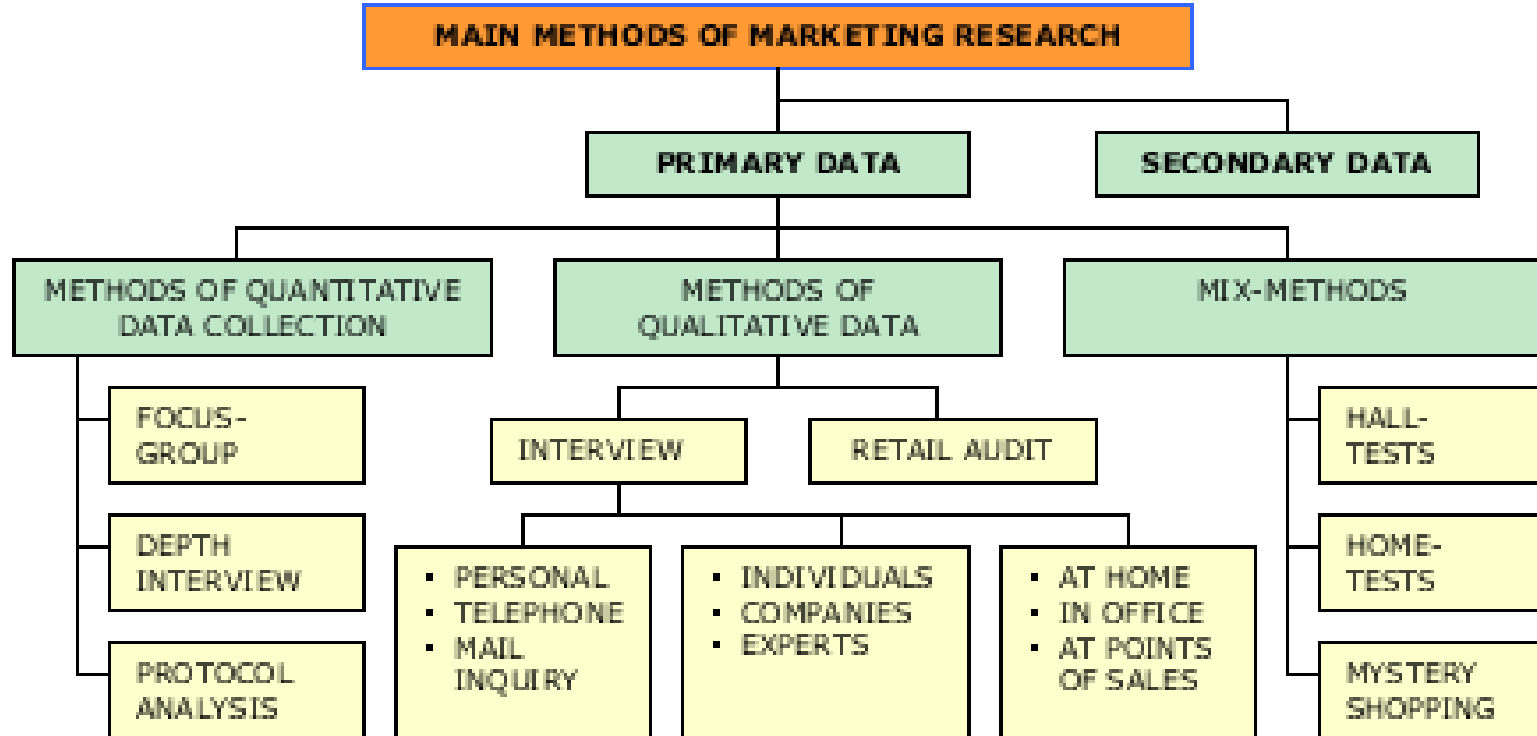 MAIN METHODS OF MARKETING RESEARCH
PRIMARY DATA
SECONDARY DATA
METHODS OF QUANTITATIVE
DATA COLLECTION
METHODS OF
QUALITATIVE DATA
MIX-METHODS
FOCUS-
GROUP
DEPTH
INTERVIEW
PROTOCOL
ANALYSIS
INTERVIEW
RETAIL AUDIT
▪ PERSONAL
▪ TELEPHONE
▪ MAIL
INQUIRY
▪ INDIVIDUALS
▪ COMPANIES
▪ EXPERTS
▪ AT HOME
▪ IN OFFICE
▪ AT POINTS
OF SALES
HALL-
TESTS
HOME-
TESTS
MYSTERY
SHOPPING